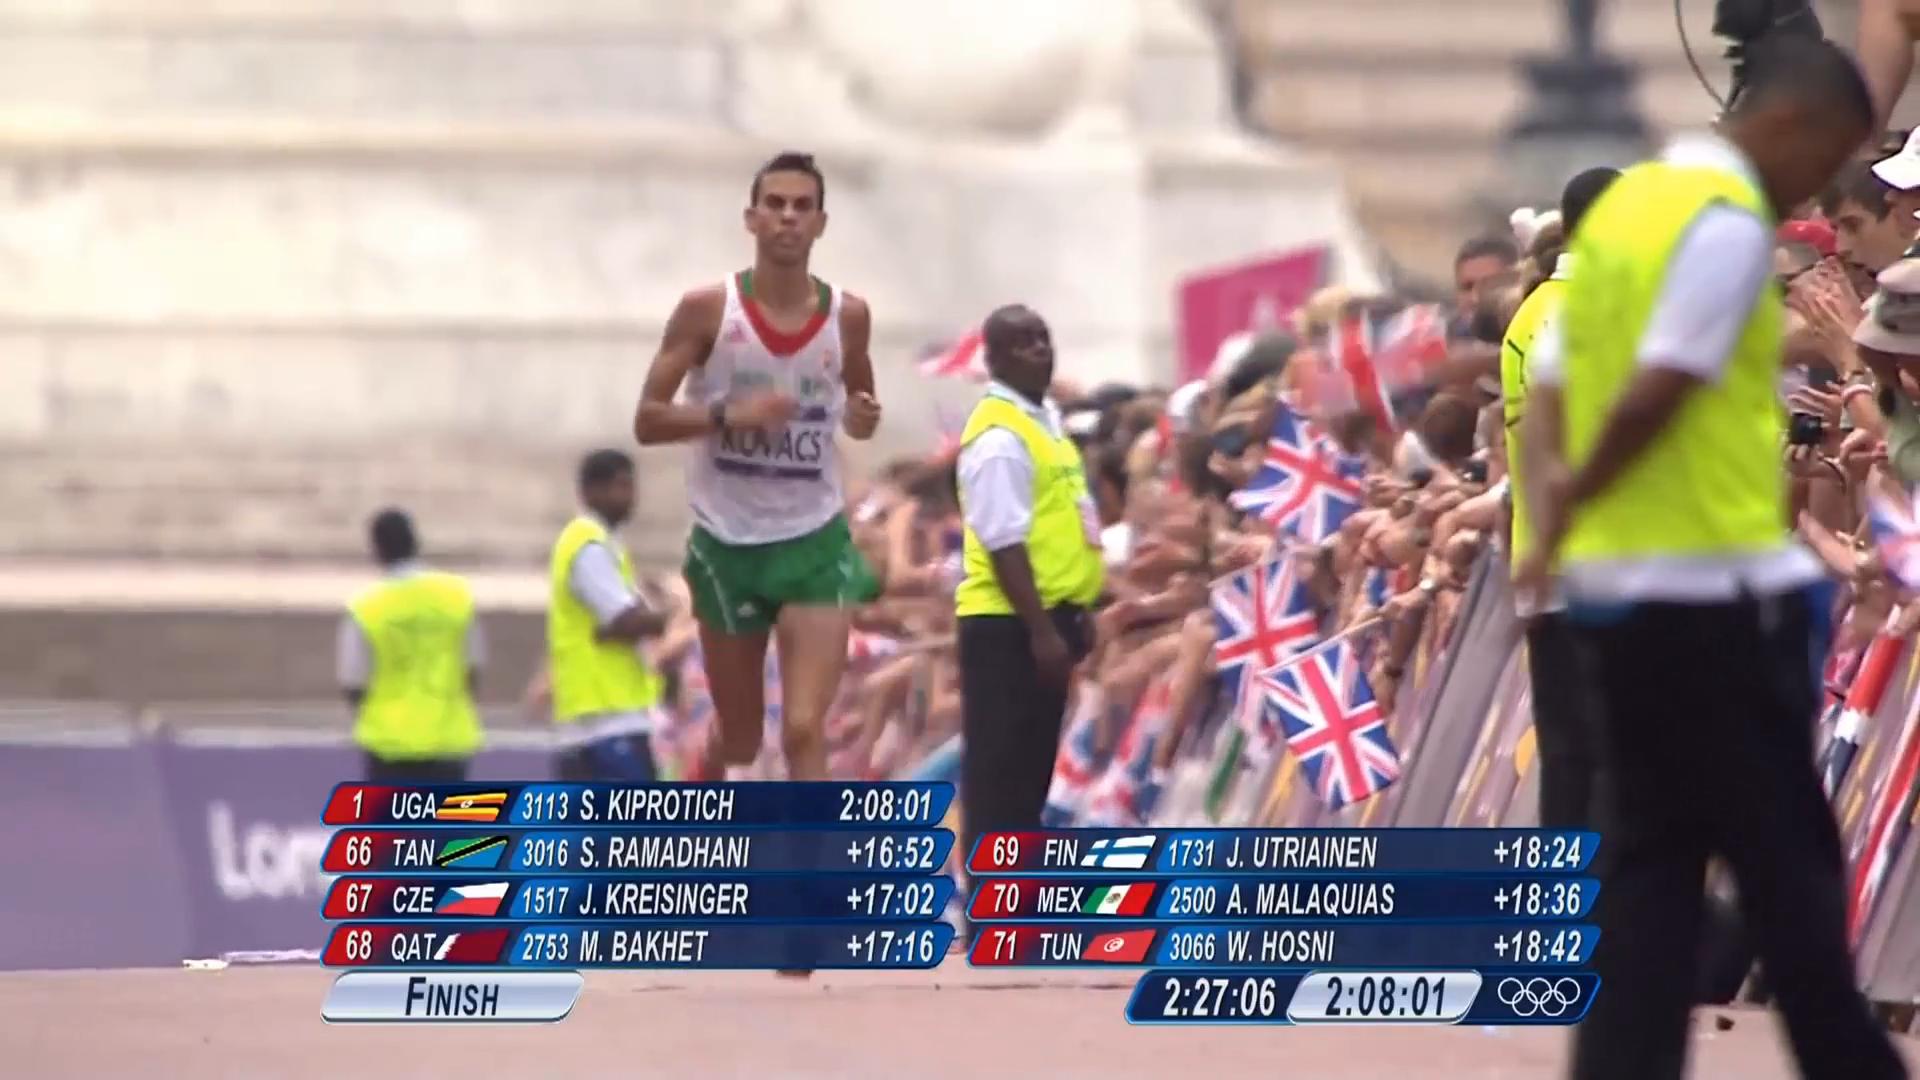 KOVACS
Lon
1 UGA 3113 S. KIPROTICH 2:08:01
66 TAN 3016 S. RAMADHANI +16:52
67 CZE 1517 J. KREISINGER +17:02
68 QAT 2753 M. BAKHET +17:16
69 FIN 1731 J. UTRIAINEN +18:24
70 MEX 2500 A. MALAQUIAS +18:36
71 TUN 3066 W. HOSNI +18:42
FINISH
2:27:06 2:08:01